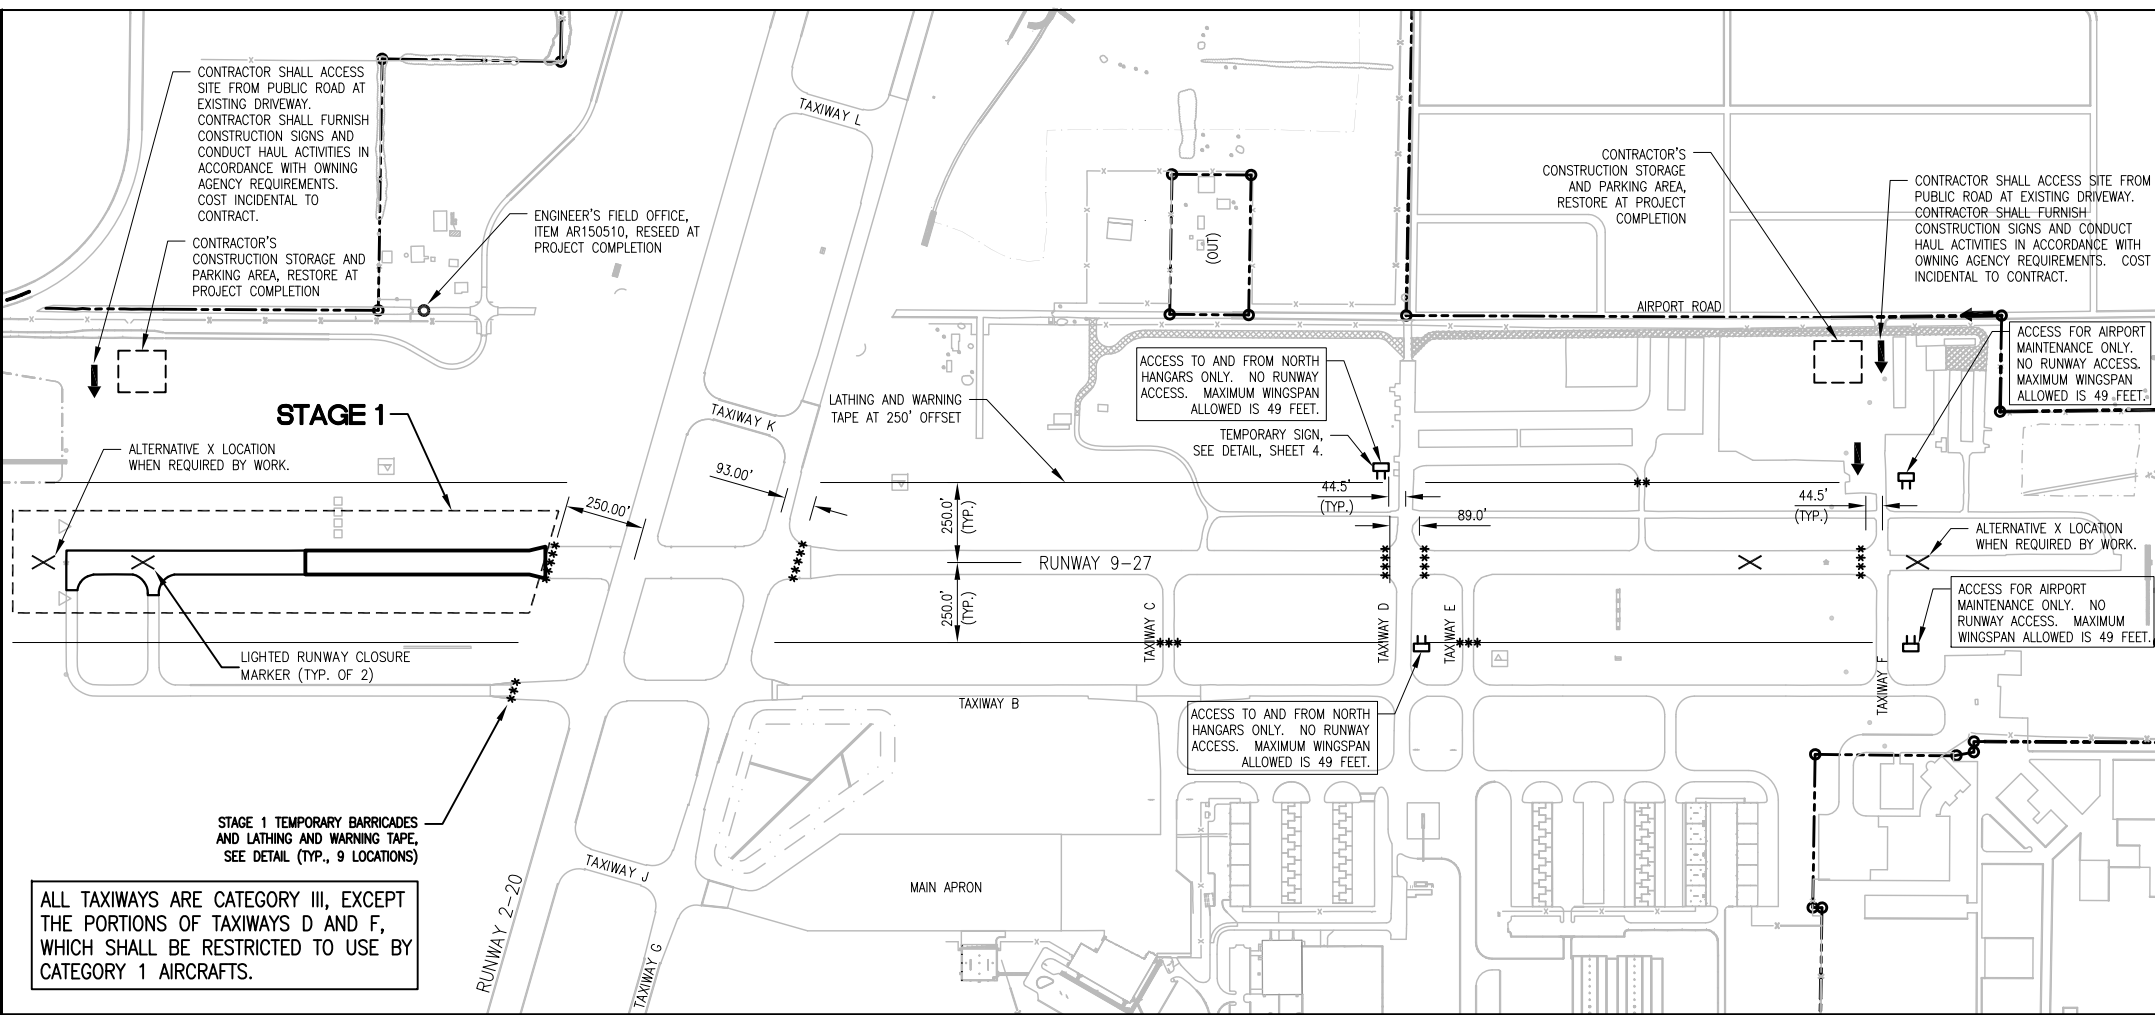 CONTRACTOR SHALL ACCESS
SITE FROM PUBLIC ROAD AT
EXISTING DRIVEWAY.
CONTRACTOR SHALL FURNISH
CONSTRUCTION SIGNS AND
CONDUCT HAUL ACTIVITIES IN
ACCORDANCE WITH OWNING
AGENCY REQUIREMENTS.
COST INCIDENTAL TO
CONTRACT.
CONTRACTOR'S
CONSTRUCTION STORAGE AND
PARKING AREA, RESTORE AT
PROJECT COMPLETION
ENGINEER'S FIELD OFFICE,
ITEM AR150510, RESEED AT
PROJECT COMPLETION
TAXIWAY L
(OUT)
CONTRACTOR'S
CONSTRUCTION STORAGE
AND PARKING AREA,
RESTORE AT PROJECT
COMPLETION
CONTRACTOR SHALL ACCESS SITE FROM
PUBLIC ROAD AT EXISTING DRIVEWAY.
CONTRACTOR SHALL FURNISH
CONSTRUCTION SIGNS AND CONDUCT
HAUL ACTIVITIES IN ACCORDANCE WITH
OWNING AGENCY REQUIREMENTS. COST
INCIDENTAL TO CONTRACT.
AIRPORT ROAD
ACCESS FOR AIRPORT
MAINTENANCE ONLY.
NO RUNWAY ACCESS.
MAXIMUM WINGSPAN
ALLOWED IS 49 FEET.
ACCESS TO AND FROM NORTH
HANGARS ONLY. NO RUNWAY
ACCESS. MAXIMUM WINGSPAN
ALLOWED IS 49 FEET.
LATHING AND WARNING
TAPE AT 250' OFFSET
TEMPORARY SIGN,
SEE DETAIL, SHEET 4.
STAGE 1
TAXIWAY K
ALTERNATIVE X LOCATION
WHEN REQUIRED BY WORK.
93.00'
250.00'
250.0'
(TYP.)
44.5'
(TYP.)
89.0'
44.5'
(TYP.)
ALTERNATIVE X LOCATION
WHEN REQUIRED BY WORK.
RUNWAY 9-27
250.0'
(TYP.)
TAXIWAY C
TAXIWAY D
TAXIWAY E
TAXIWAY F
ACCESS FOR AIRPORT
MAINTENANCE ONLY. NO
RUNWAY ACCESS. MAXIMUM
WINGSPAN ALLOWED IS 49 FEET.
LIGHTED RUNWAY CLOSURE
MARKER (TYP. OF 2)
TAXIWAY B
ACCESS TO AND FROM NORTH
HANGARS ONLY. NO RUNWAY
ACCESS. MAXIMUM WINGSPAN
ALLOWED IS 49 FEET.
STAGE 1 TEMPORARY BARRICADES
AND LATHING AND WARNING TAPE,
SEE DETAIL (TYP., 9 LOCATIONS)
TAXIWAY J
MAIN APRON
ALL TAXIWAYS ARE CATEGORY III, EXCEPT
THE PORTIONS OF TAXIWAYS D AND F,
WHICH SHALL BE RESTRICTED TO USE BY
CATEGORY 1 AIRCRAFTS.
RUNWAY 2-20
TAXIWAY G